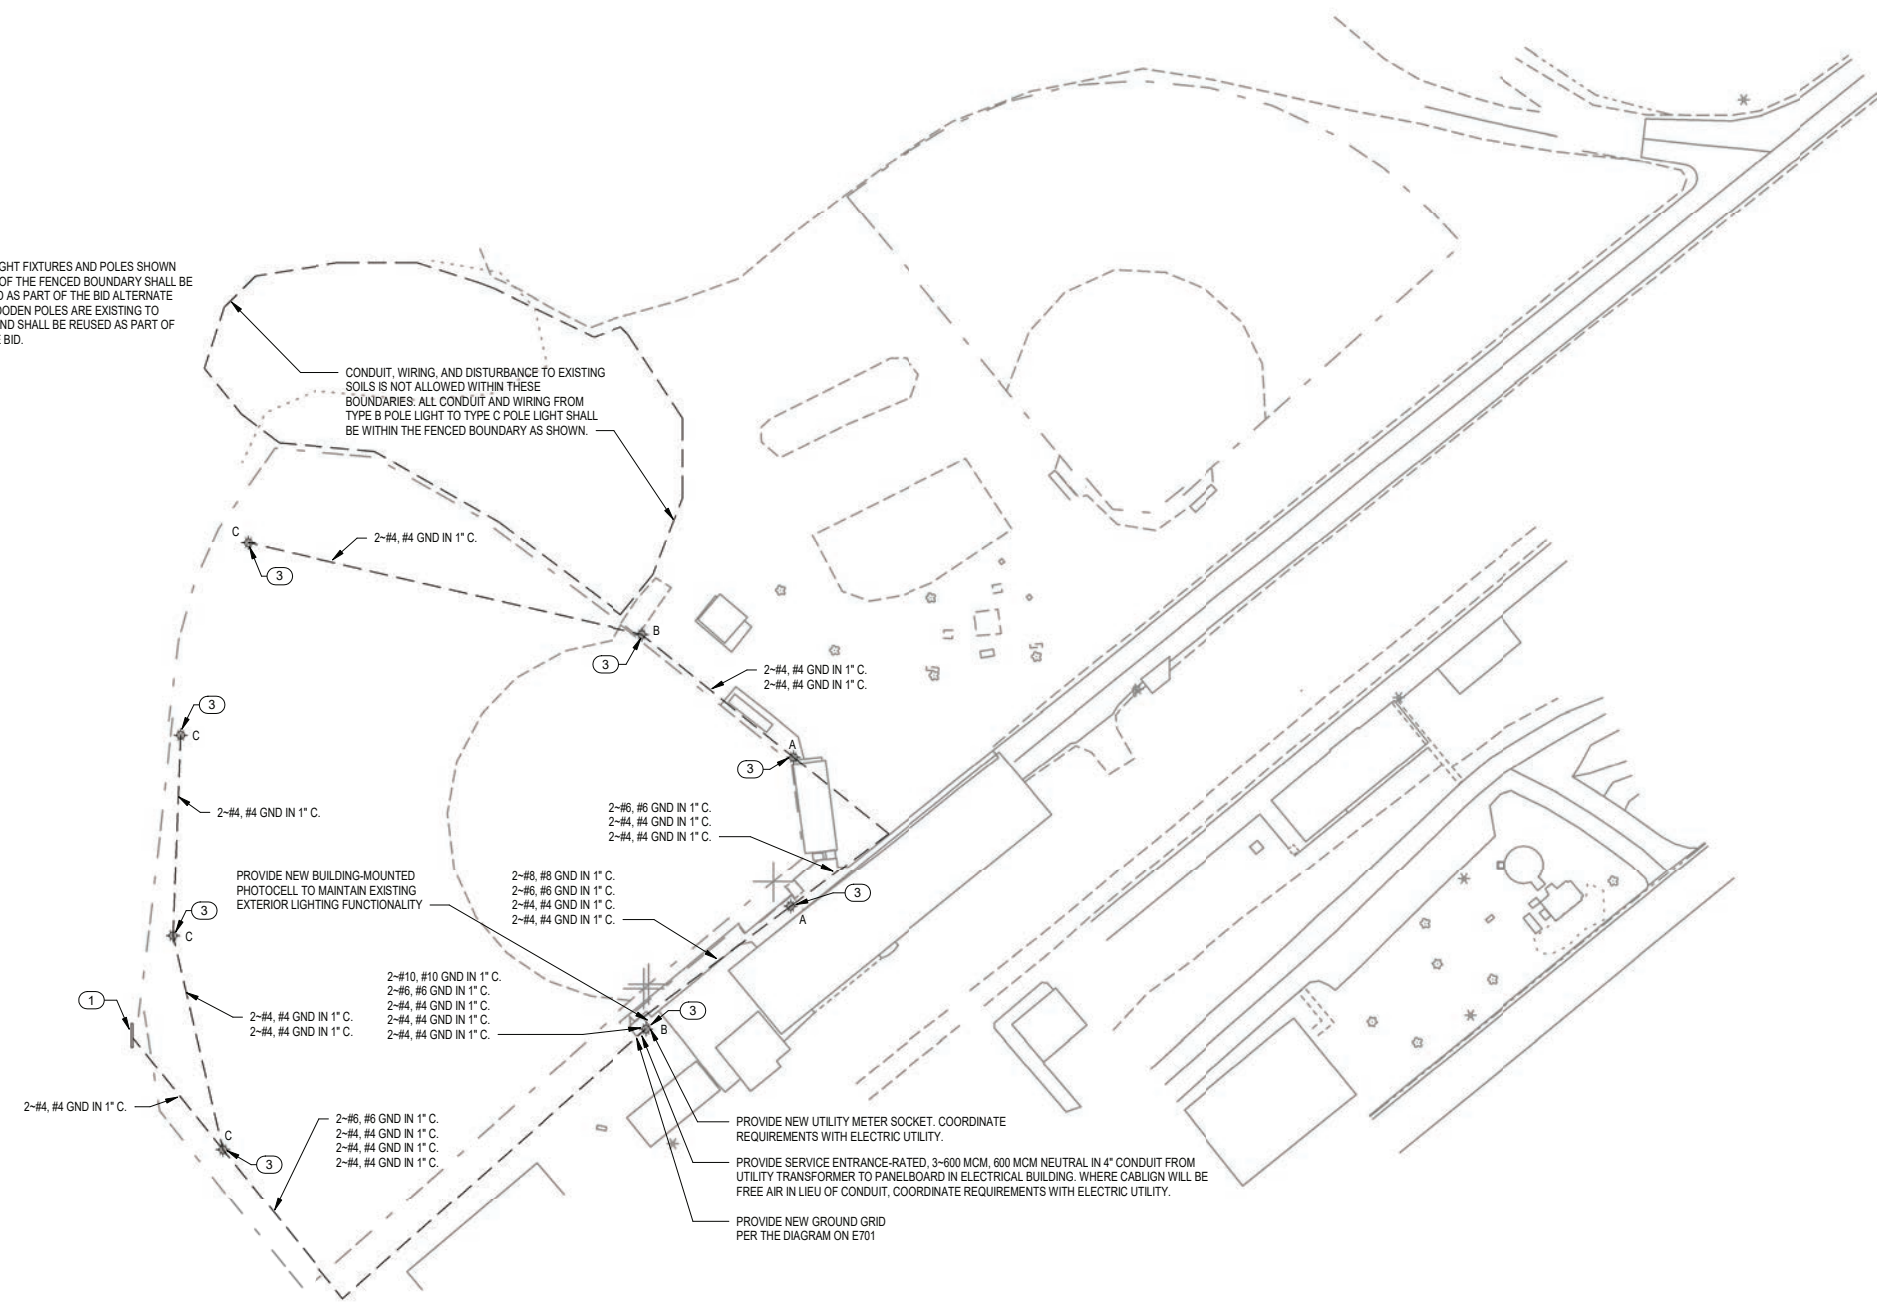 GHT FIXTURES AND POLES SHOWN
OF THE FENCED BOUNDARY SHALL BE
D AS PART OF THE BID ALTERNATE
OODEN POLES ARE EXISTING TO
ND SHALL BE REUSED AS PART OF
E BID.
CONDUIT, WIRING, AND DISTURBANCE TO EXISTING
SOILS IS NOT ALLOWED WITHIN THESE
BOUNDARIES. ALL CONDUIT AND WIRING FROM
TYPE B POLE LIGHT TO TYPE C POLE LIGHT SHALL
BE WITHIN THE FENCED BOUNDARY AS SHOWN.
C
2~#4, #4 GND IN 1" C.
3
B
3
2~#4, #4 GND IN 1" C.
2~#4, #4 GND IN 1" C.
3
C
A
3
2~#4, #4 GND IN 1" C.
2~#6, #6 GND IN 1" C.
2~#4, #4 GND IN 1" C.
2~#4, #4 GND IN 1" C.
PROVIDE NEW BUILDING-MOUNTED
PHOTOCELL TO MAINTAIN EXISTING
EXTERIOR LIGHTING FUNCTIONALITY
2~#8, #8 GND IN 1" C.
2~#6, #6 GND IN 1" C.
2~#4, #4 GND IN 1" C.
2~#4, #4 GND IN 1" C.
3
A
3
C
2~#10, #10 GND IN 1" C.
2~#6, #6 GND IN 1" C.
2~#4, #4 GND IN 1" C.
2~#4, #4 GND IN 1" C.
2~#4, #4 GND IN 1" C.
3
B
1
2~#4, #4 GND IN 1" C.
2~#4, #4 GND IN 1" C.
2~#4, #4 GND IN 1" C.
2~#6, #6 GND IN 1" C.
2~#4, #4 GND IN 1" C.
2~#4, #4 GND IN 1" C.
2~#4, #4 GND IN 1" C.
C
3
PROVIDE NEW UTILITY METER SOCKET. COORDINATE
REQUIREMENTS WITH ELECTRIC UTILITY.
PROVIDE SERVICE ENTRANCE-RATED, 3~600 MCM, 600 MCM NEUTRAL IN 4" CONDUIT FROM
UTILITY TRANSFORMER TO PANELBOARD IN ELECTRICAL BUILDING. WHERE CABLIGN WILL BE
FREE AIR IN LIEU OF CONDUIT, COORDINATE REQUIREMENTS WITH ELECTRIC UTILITY.
PROVIDE NEW GROUND GRID
PER THE DIAGRAM ON E701